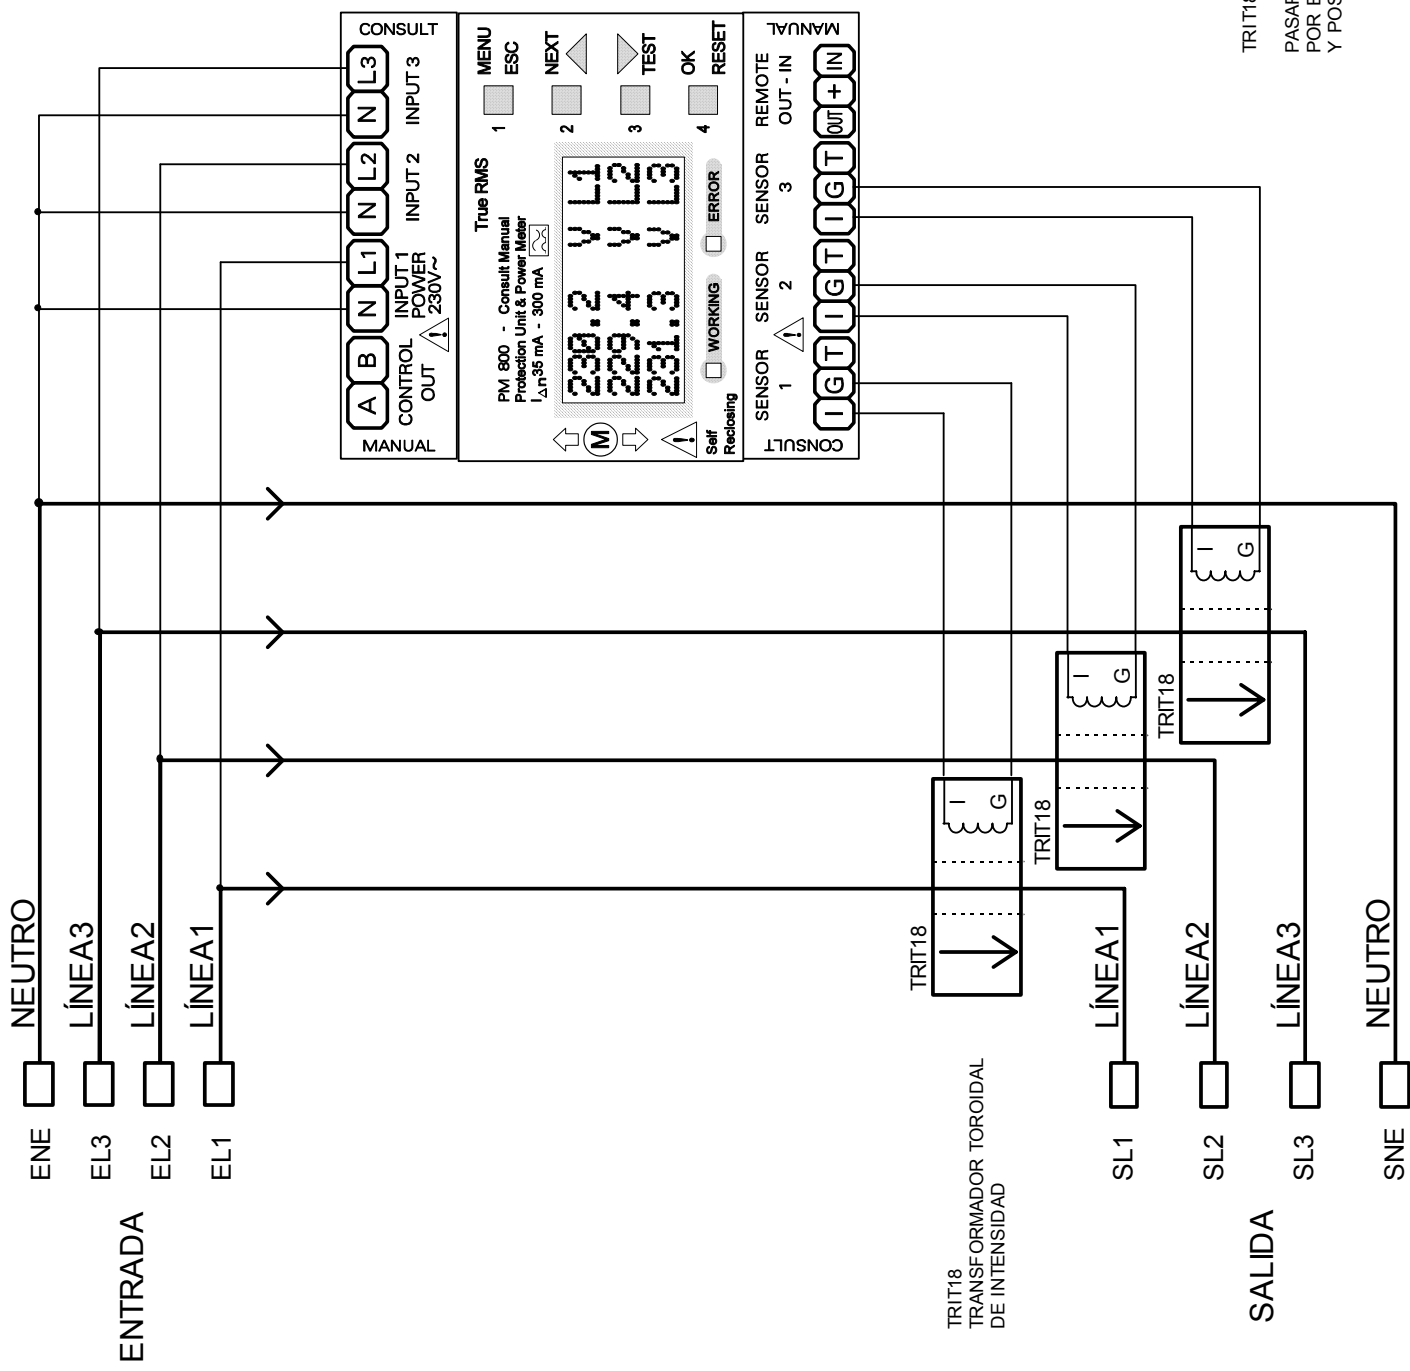 CONSULT
L3
N
INPUT 3
L2
N
INPUT 2
L1
N
INPUT 1
POWER
230V~
B
A
CONTROL
OUT
MANUAL
MENU
ESC
NEXT
TEST
OK
RESET
1
2
3
4
True RMS
PM 800 - Consult Manual
Protection Unit & Power Meter
I△n35 mA - 300 mA
230.2 V L1
229.4 V L2
231.3 V L3
WORKING
ERROR
M
Self
Reclosing
MANUAL
REMOTE
OUT - IN
IN
+
OUT
SENSOR
3
T
G
I
SENSOR
2
T
G
I
SENSOR
1
T
G
I
CONSULT
TRIT18
PASAR
POR E
Y POS
NEUTRO
LÍNEA3
LÍNEA2
LÍNEA1
ENE
EL3
EL2
EL1
ENTRADA
TRIT18
I
G
TRIT18
I
G
TRIT18
I
G
TRIT18
TRANSFORMADOR TOROIDAL
DE INTENSIDAD
LÍNEA1
LÍNEA2
LÍNEA3
NEUTRO
SL1
SL2
SL3
SNE
SALIDA